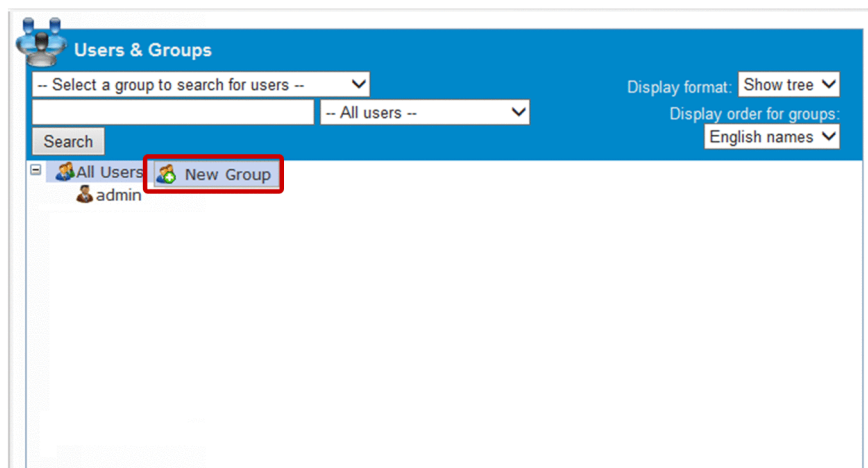 Users & Groups
-- Select a group to search for users --
Display format: Show tree
-- All users --
Display order for groups:
Search
English names
All Users
New Group
admin